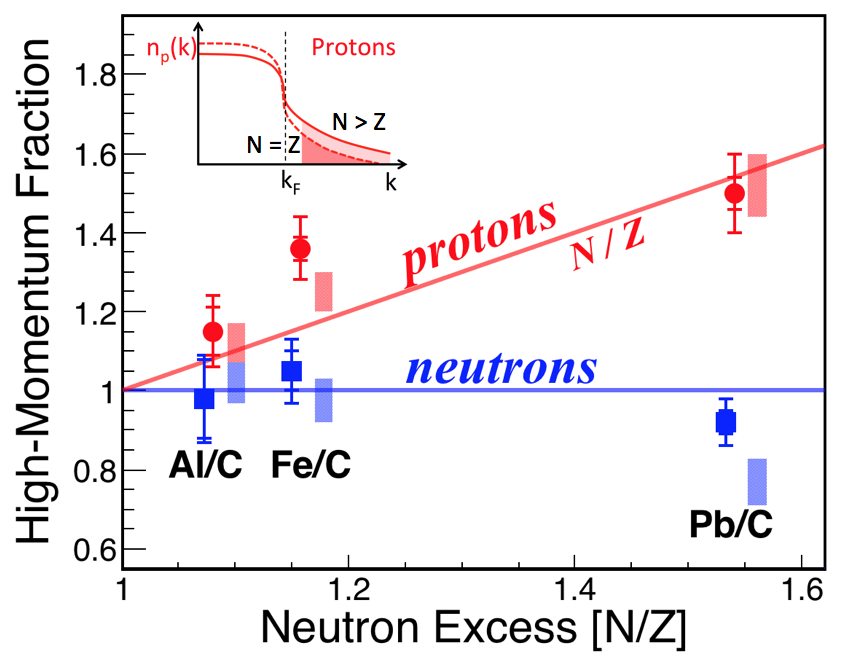 High-Momentum Fraction
1.8
1.6
1.4
1.2
1
0.8
0.6
n_p(k)
Protons
N > Z
N = Z
k_F
k
protons
N / Z
neutrons
Al/C
Fe/C
Pb/C
1
1.2
1.4
1.6
Neutron Excess [N/Z]